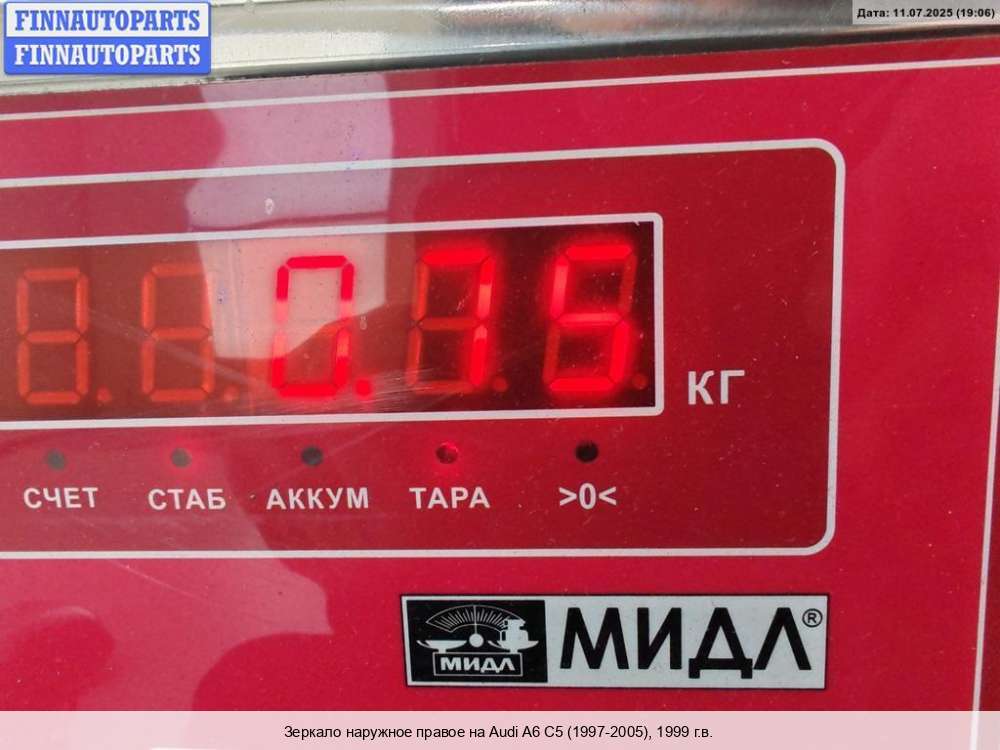 FINNAUTOPARTS
FINNAUTOPARTS
Дата: 11.07.2025 (19:06)
0.75
КГ
СЧЕТ СТАБ АККУМ ТАРА >0<
МИДЛ
МИДЛ®
Зеркало наружное правое на Audi A6 C5 (1997-2005), 1999 г.в.